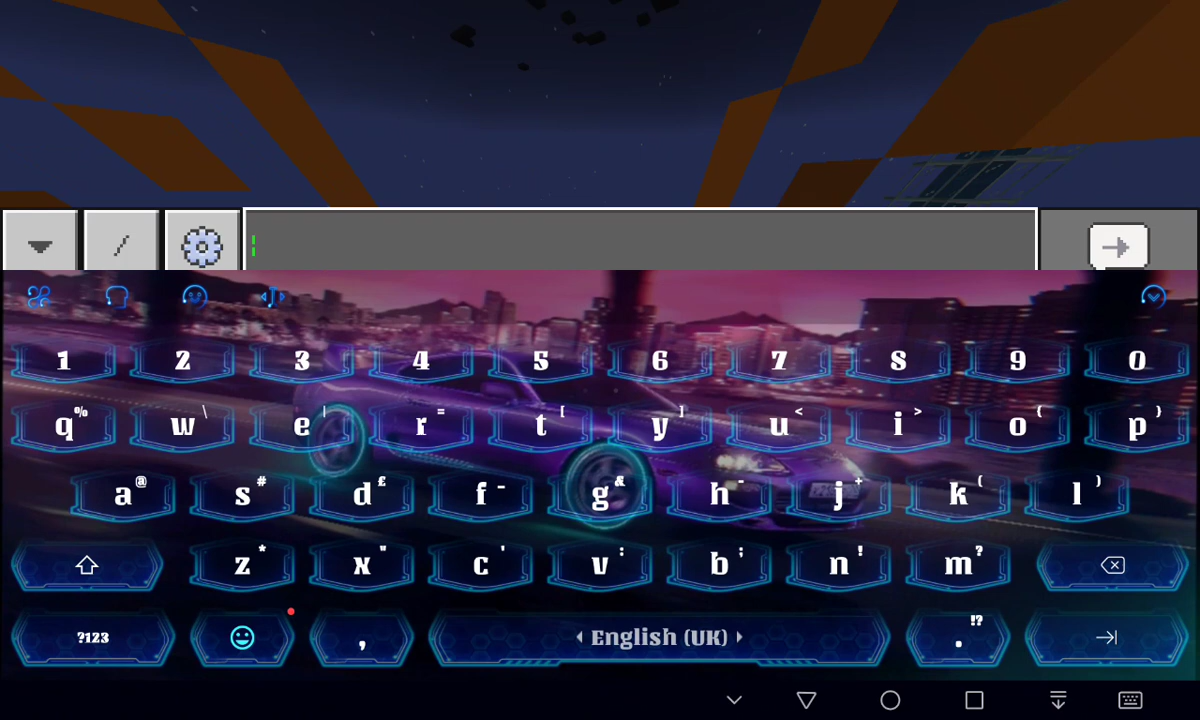 /
1 2 3 4 5 6 7 8 9 0
q% w\ e| r= t[ y] u< i> o{ p}
a@ s# d£ f- g& h- j+ k( l)
z* x" c' v: b; n! m?
?123 , English (UK) . !?